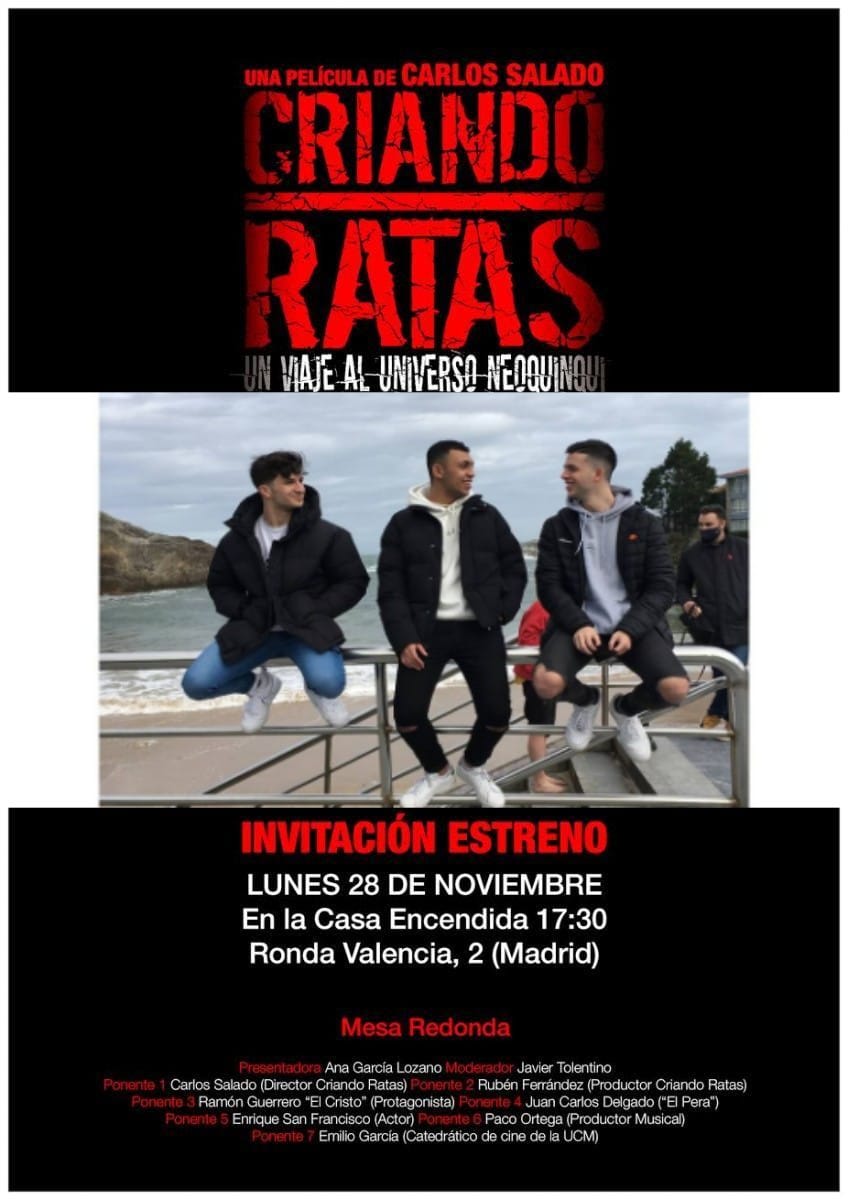 UNA PELÍCULA DE CARLOS SALADO
CRIANDO
RATAS
UN VIAJE AL UNIVERSO NEOQUINQUI
INVITACIÓN ESTRENO
LUNES 28 DE NOVIEMBRE
En la Casa Encendida 17:30
Ronda Valencia, 2 (Madrid)
Mesa Redonda
Presentadora Ana García Lozano Moderador Javier Tolentino
Ponente 1 Carlos Salado (Director Criando Ratas) Ponente 2 Rubén Ferrández (Productor Criando Ratas)
Ponente 3 Ramón Guerrero “El Cristo” (Protagonista) Ponente 4 Juan Carlos Delgado (“El Pera”)
Ponente 5 Enrique San Francisco (Actor) Ponente 6 Paco Ortega (Productor Musical)
Ponente 7 Emilio García (Catedrático de cine de la UCM)